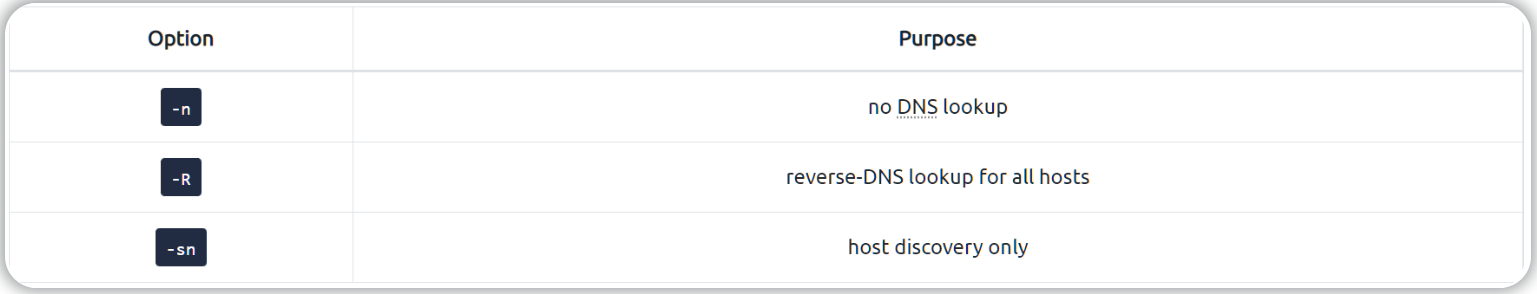 Option Purpose
-n no DNS lookup
-R reverse-DNS lookup for all hosts
-sn host discovery only